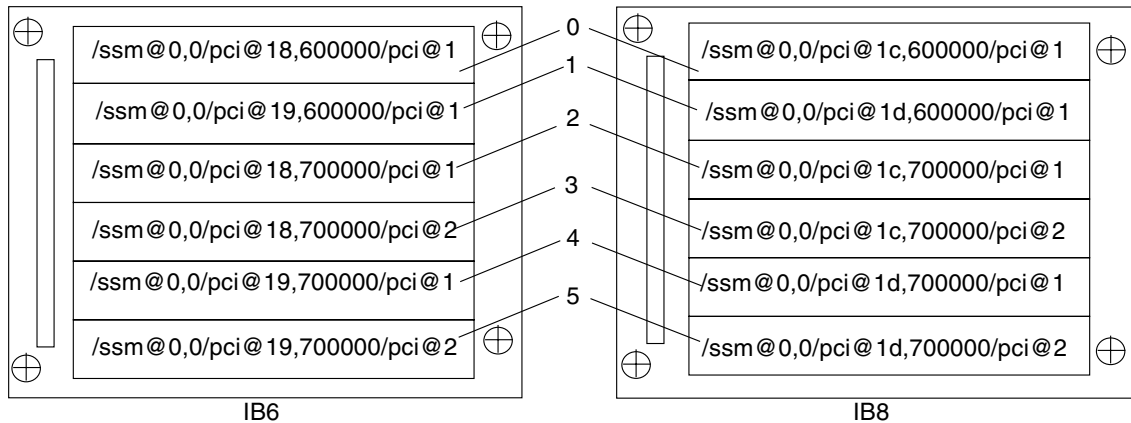 /ssm@0,0/pci@18,600000/pci@1
/ssm@0,0/pci@19,600000/pci@1
/ssm@0,0/pci@18,700000/pci@1
/ssm@0,0/pci@18,700000/pci@2
/ssm@0,0/pci@19,700000/pci@1
/ssm@0,0/pci@19,700000/pci@2
IB6
0
1
2
3
4
5
/ssm@0,0/pci@1c,600000/pci@1
/ssm@0,0/pci@1d,600000/pci@1
/ssm@0,0/pci@1c,700000/pci@1
/ssm@0,0/pci@1c,700000/pci@2
/ssm@0,0/pci@1d,700000/pci@1
/ssm@0,0/pci@1d,700000/pci@2
IB8